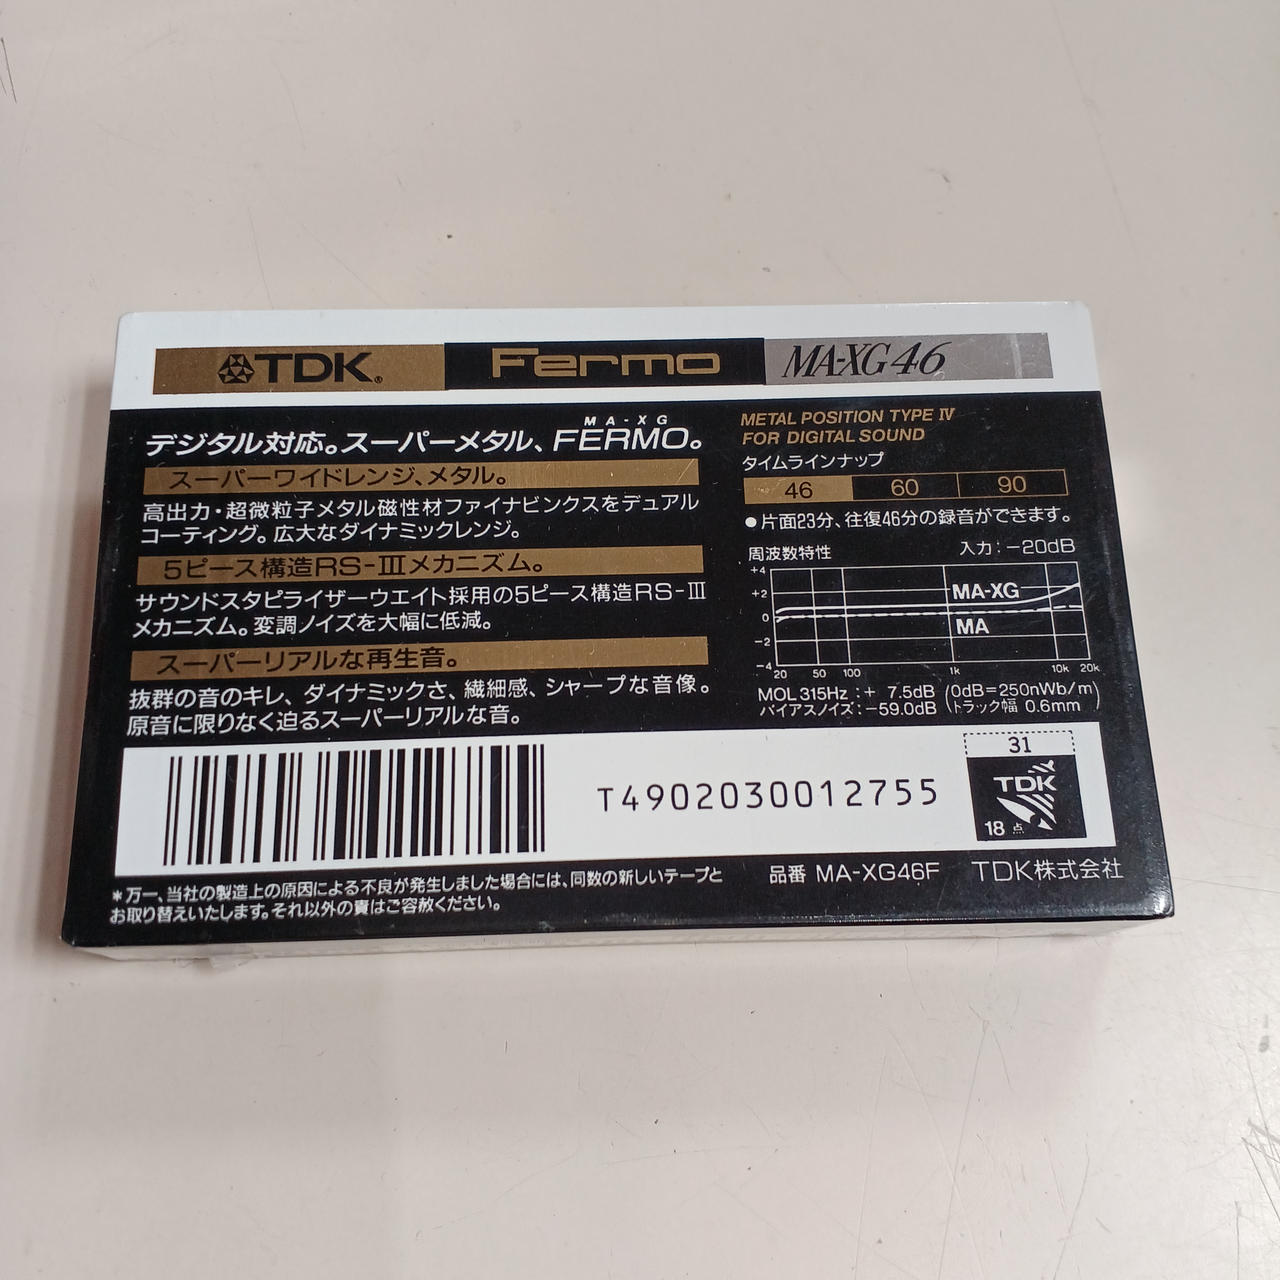 TDK®
Fermo
MA-XG46
デジタル対応。スーパーメタル、FERMO。
MA-XG
スーパーワイドレンジ、メタル。
高出力・超微粒子メタル磁性材ファイナビンクスをデュアル
コーティング。広大なダイナミックレンジ。
5ピース構造RS-IIIメカニズム。
サウンドスタビライザーウエイト採用の5ピース構造RS-III
メカニズム。変調ノイズを大幅に低減。
スーパーリアルな再生音。
抜群の音のキレ、ダイナミックさ、繊細感、シャープな音像。
原音に限りなく迫るスーパーリアルな音。
METAL POSITION TYPE IV
FOR DIGITAL SOUND
タイムラインナップ
46 60 90
●片面23分、往復46分の録音ができます。
周波数特性 入力:-20dB
+4
+2
0
-2
-4
MA-XG
MA
20 50 100 1k 10k 20k
MOL 315Hz:+ 7.5dB (0dB=250nWb/m)
バイアスノイズ:-59.0dB (トラック幅 0.6mm)
T4902030012755
31
TDK
18点
*万一、当社の製造上の原因による不良が発生しました場合には、同数の新しいテープと
お取り替えいたします。それ以外の責はご容赦ください。
品番 MA-XG46F TDK株式会社